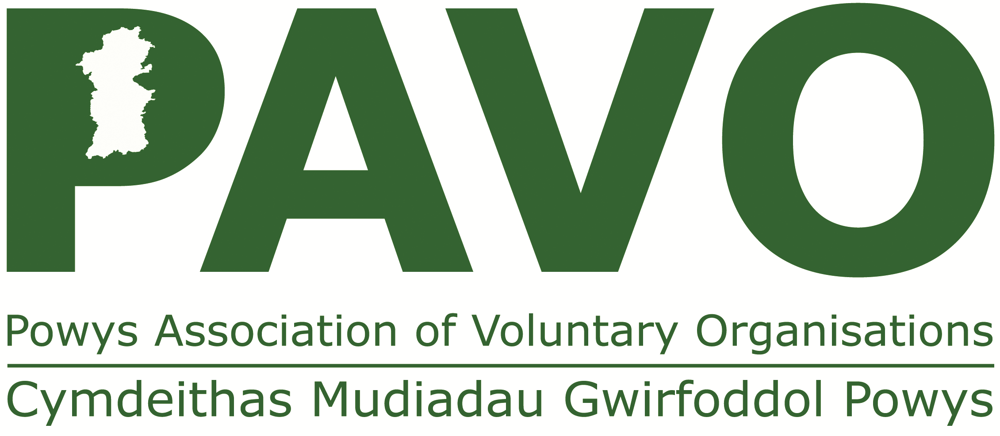 PAVO
Powys Association of Voluntary Organisations
Cymdeithas Mudiadau Gwirfoddol Powys